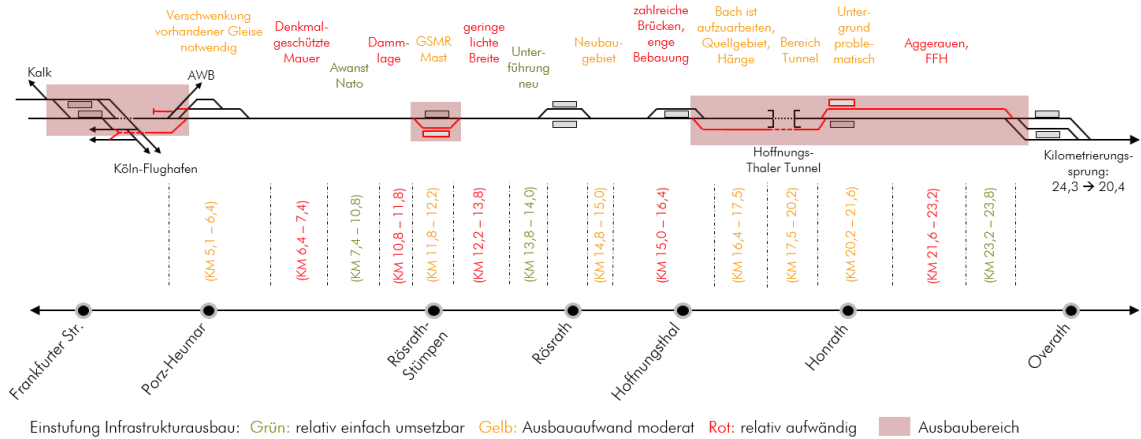 Verschwenkung
vorhandener Gleise
notwendig
Denkmal-
geschützte
Mauer
Awanst
Nato
Damm-
lage
GSMR
Mast
geringe
lichte
Breite
Unter-
führung
neu
Neubau-
gebiet
zahlreiche
Brücken,
enge
Bebauung
Bach ist
aufzuarbeiten,
Quellgebiet,
Hänge
Bereich
Tunnel
Unter-
grund
proble-
matisch
Aggerauen,
FFH
Kalk
AWB
Köln-Flughafen
Hoffnungs-
Thaler Tunnel
Kilometrierungs-
sprung:
24,3 → 20,4
(KM 5,1 – 6,4)
(KM 6,4 – 7,4)
(KM 7,4 – 10,8)
(KM 10,8 – 11,8)
(KM 11,8 – 12,2)
(KM 12,2 – 13,8)
(KM 13,8 – 14,0)
(KM 14,8 – 15,0)
(KM 15,0 – 16,4)
(KM 16,4 – 17,5)
(KM 17,5 – 20,2)
(KM 20,2 – 21,6)
(KM 21,6 – 23,2)
(KM 23,2 – 23,8)
Frankfurter Str.
Porz-Heumar
Rösrath-
Stümpen
Rösrath
Hoffnungsthal
Honrath
Overath
Einstufung Infrastrukturausbau: Grün: relativ einfach umsetzbar Gelb: Ausbauaufwand moderat Rot: relativ aufwändig Ausbaubereich